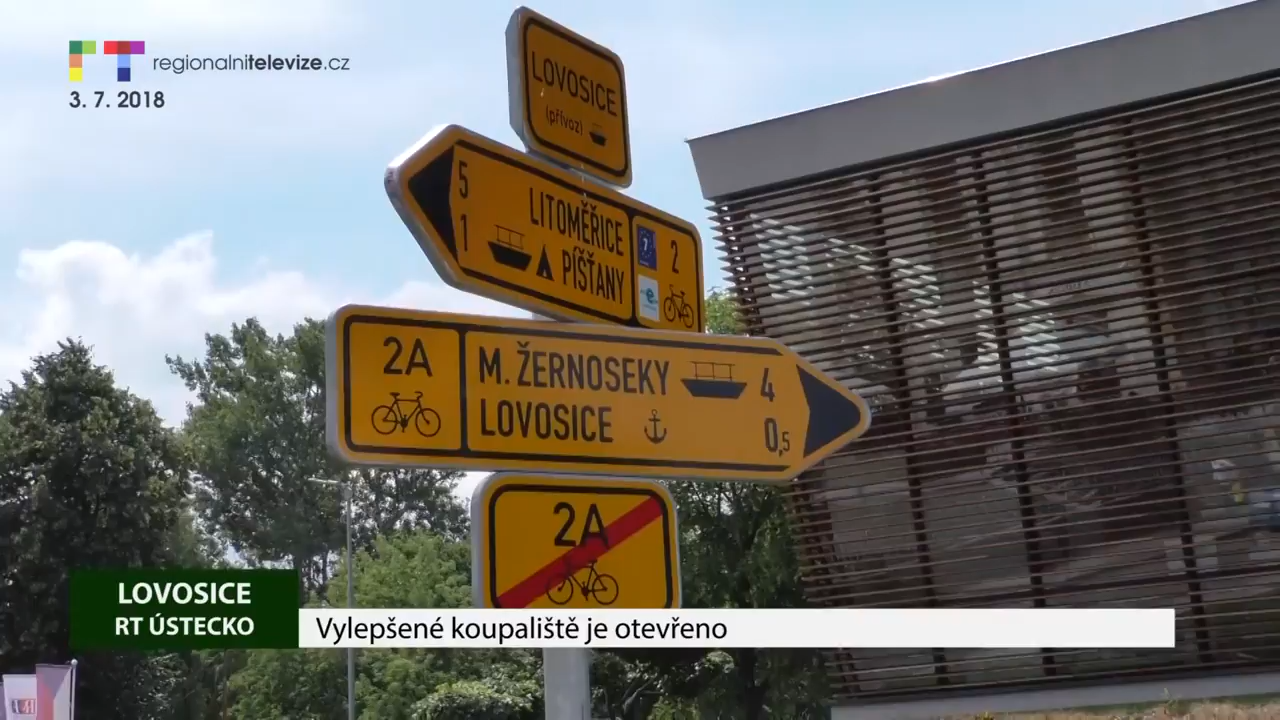 regionalnitelevize.cz
3. 7. 2018
LOVOSICE
(přívoz)
5 LITOMĚŘICE
1 PÍŠŤANY
7 2
M. ŽERNOSEKY 4
2A
LOVOSICE 0,5
2A
LOVOSICE
RT ÚSTECKO
Vylepšené koupaliště je otevřeno